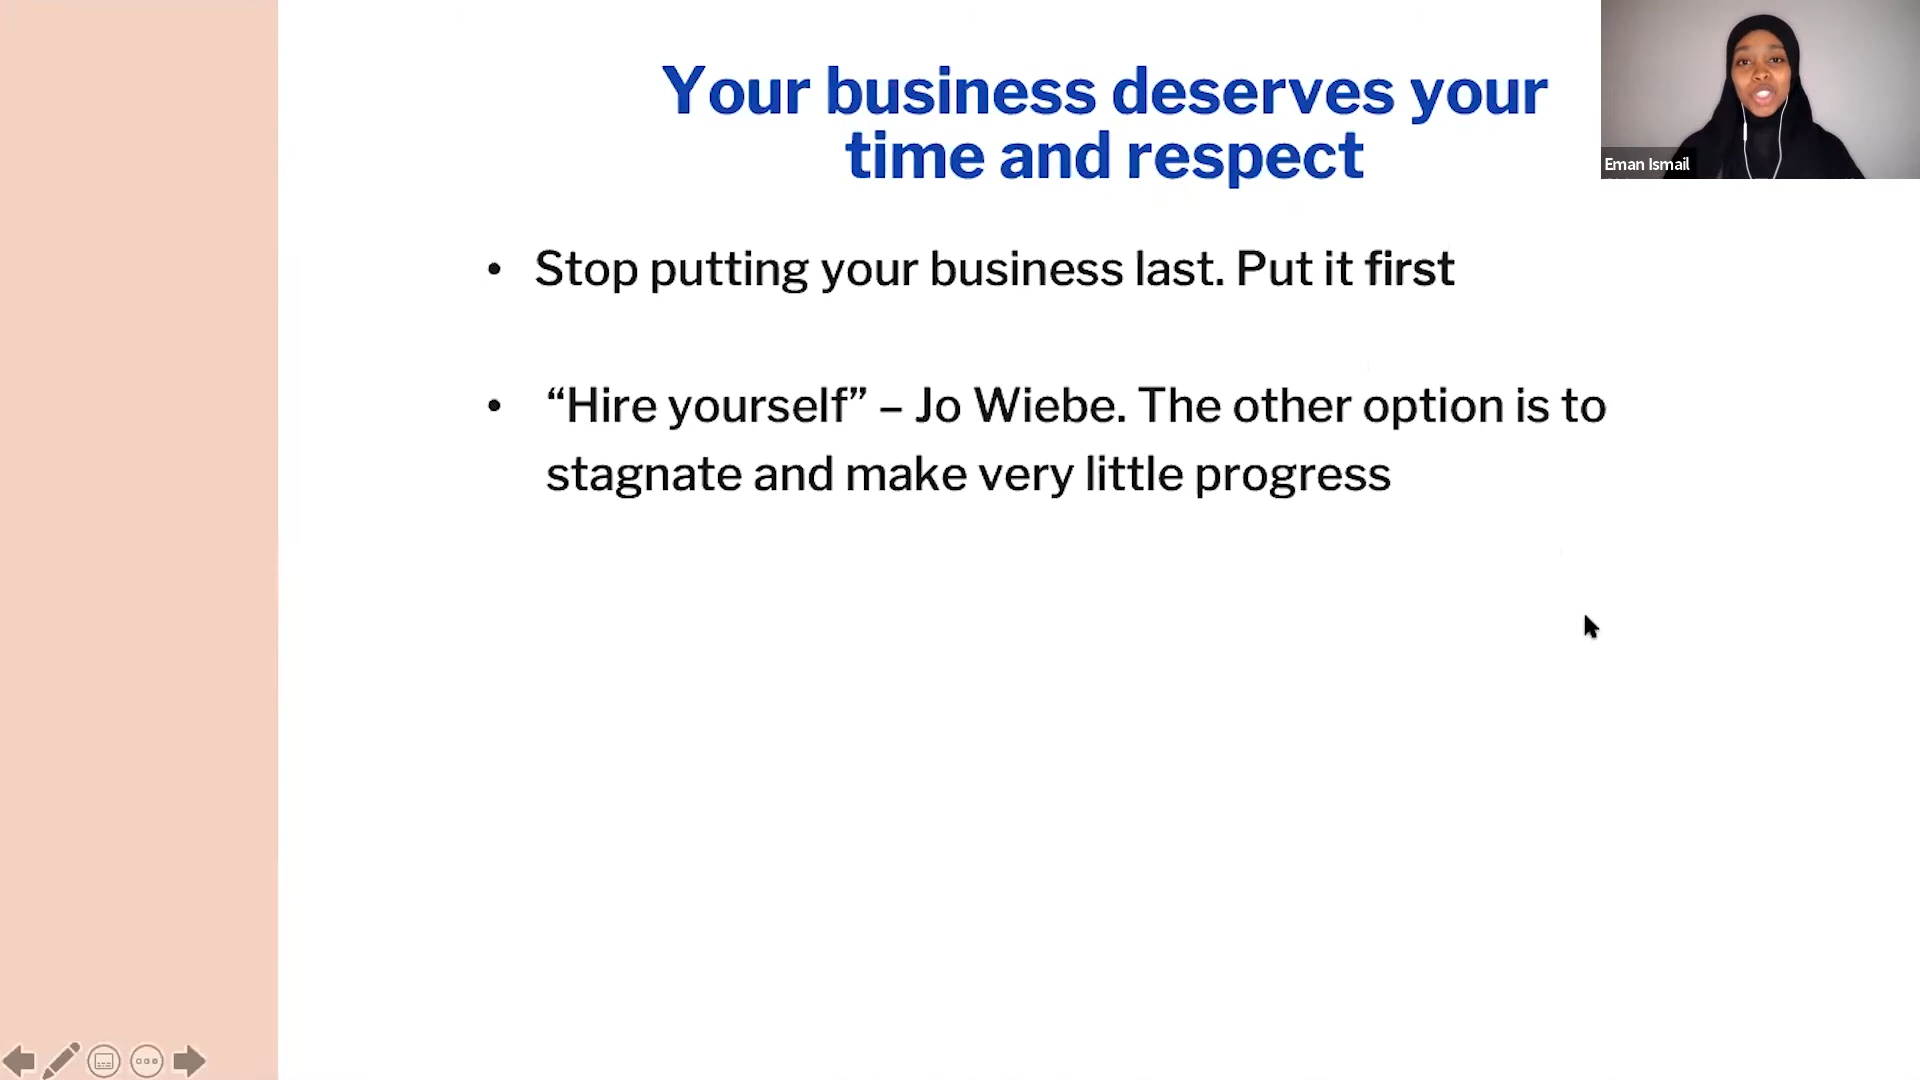 Your business deserves your
time and respect
Eman Ismail
• Stop putting your business last. Put it first
• “Hire yourself” – Jo Wiebe. The other option is to
stagnate and make very little progress